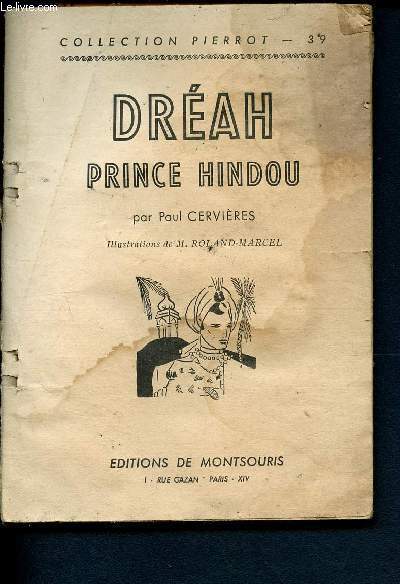 www.Le-Livre.com
COLLECTION PIERROT — 39
DRÉAH
PRINCE HINDOU
par Paul CERVIÈRES
Illustrations de M. ROLAND-MARCEL
EDITIONS DE MONTSOURIS
1 - RUE GAZAN - PARIS - XIV